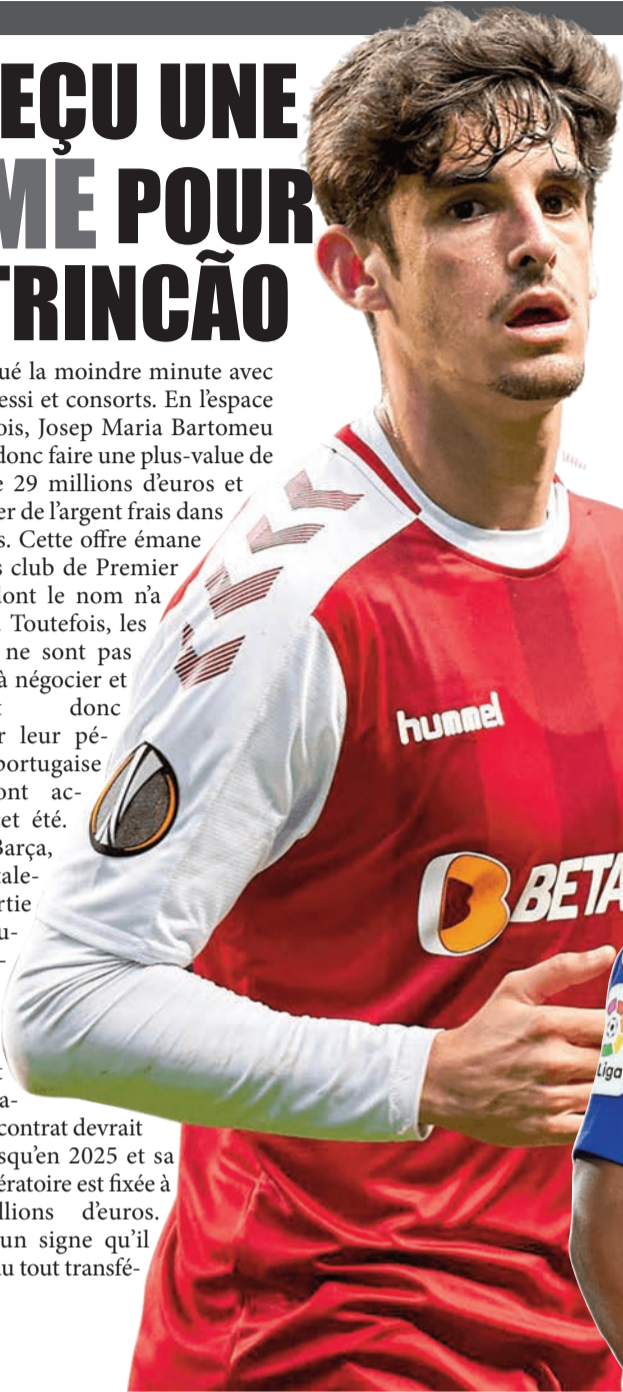 EÇU UNE
ME POUR
TRINCÃO
ué la moindre minute avec
essi et consorts. En l’espace
ois, Josep Maria Bartomeu
donc faire une plus-value de
e 29 millions d’euros et
er de l’argent frais dans
s. Cette offre émane
s club de Premier
dont le nom n’a
. Toutefois, les
ne sont pas
à négocier et
t donc
r leur pé-
portugaise
ont ac-
cet été.
Barça,
tale-
rtie
u-
-
t
a-
contrat devrait
squ’en 2025 et sa
ératoire est fixée à
llions d’euros.
un signe qu’il
u tout transfé-
hummel
BETA
Liga